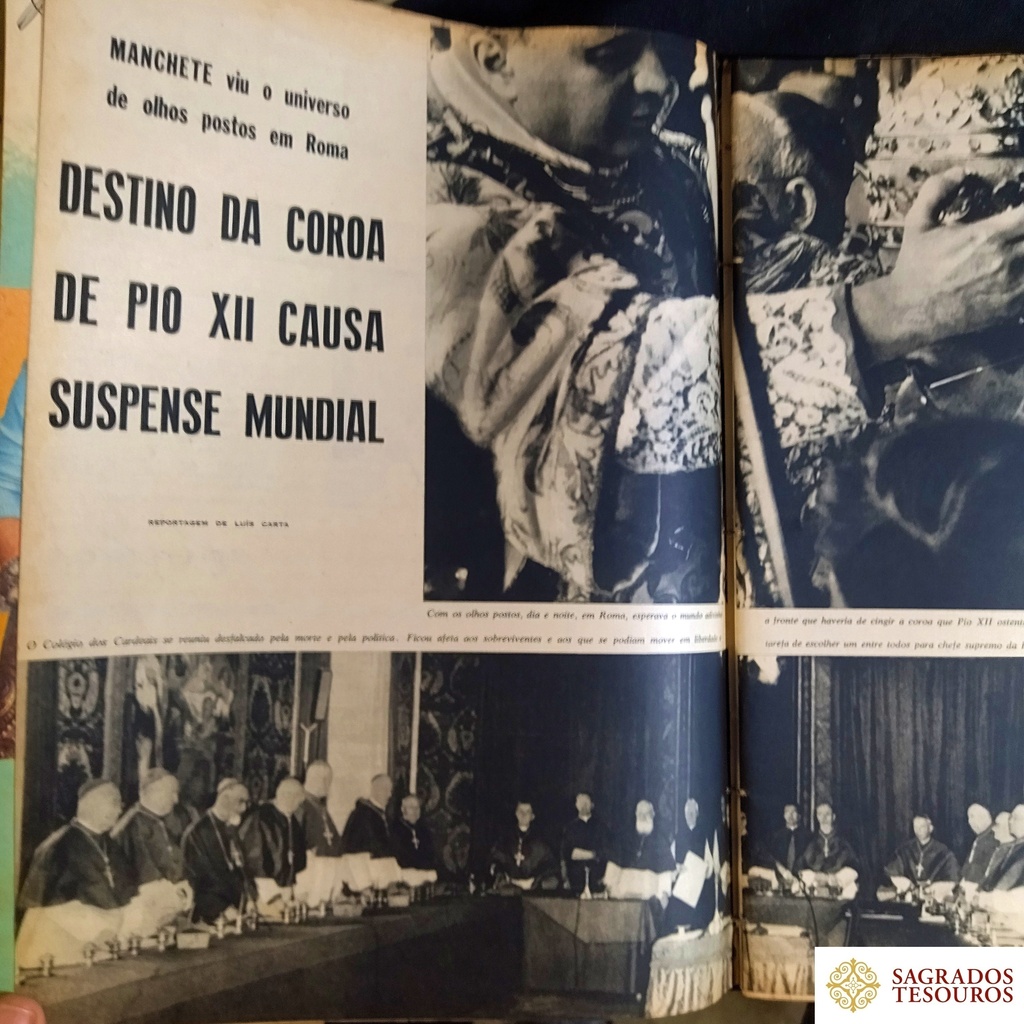 MANCHETE viu o universo
de olhos postos em Roma
DESTINO DA COROA
DE PIO XII CAUSA
SUSPENSE MUNDIAL
REPORTAGEM DE LUÍS CARTA
Com os olhos postos, dia e noite, em Roma, esperava o mundo
a fronte que haveria de cingir a coroa que Pio XII
O Colégio dos Cardeais se reuniu desfalcado pela morte e pela política. Ficou afeta aos sobreviventes e aos que se podiam mover em liberdade a
tarefa de escolher um entre todos para chefe supremo da
SAGRADOS
TESOUROS